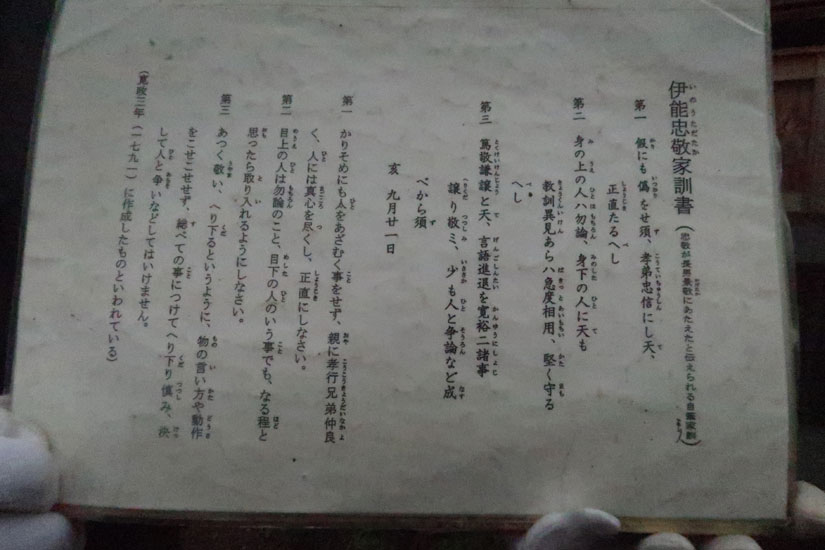 伊能忠敬家訓書(忠敬が長男景敬にあたえたと伝えられる自筆家訓)
第一 仮にも偽をせ須、孝弟忠信にし天、
正直たるへし
第二 身の上の人ハ勿論、身下の人に天も
教訓異見あらハ急度相用、堅く守る
へし
第三 篤敬謙譲と天、言語進退を寛裕ニ諸事
譲り敬ミ、少も人と争論など成
べから須
亥 九月廿一日
第一 かりそめにも人をあざむく事をせず、親に孝行兄弟仲良
く、人には真心を尽くし、正直にしなさい。
第二 目上の人は勿論のこと、目下の人のいう事でも、なる程と
思ったら取り入れるようにしなさい。
第三 あつく敬い、へり下るというように、物の言い方や動作
をこせこせせず、総べての事につけてへり下り慎み、決
して人と争いなどしてはいけません。
(寛政三年(一七九一)に作成したものといわれている)